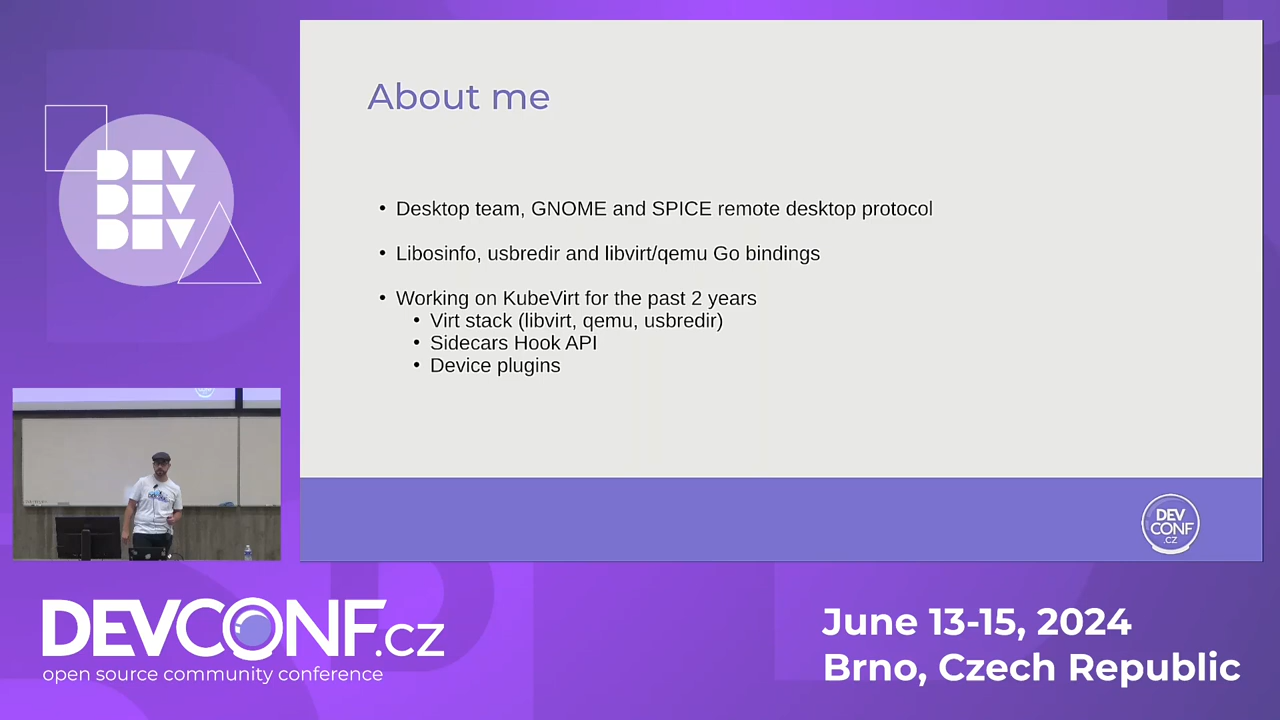 About me
• Desktop team, GNOME and SPICE remote desktop protocol
• Libosinfo, usbredir and libvirt/qemu Go bindings
• Working on KubeVirt for the past 2 years
• Virt stack (libvirt, qemu, usbredir)
• Sidecars Hook API
• Device plugins
DEV
CONF
.CZ
DEV
DEV
DEV
DEVCONF.cz
open source community conference
June 13-15, 2024
Brno, Czech Republic